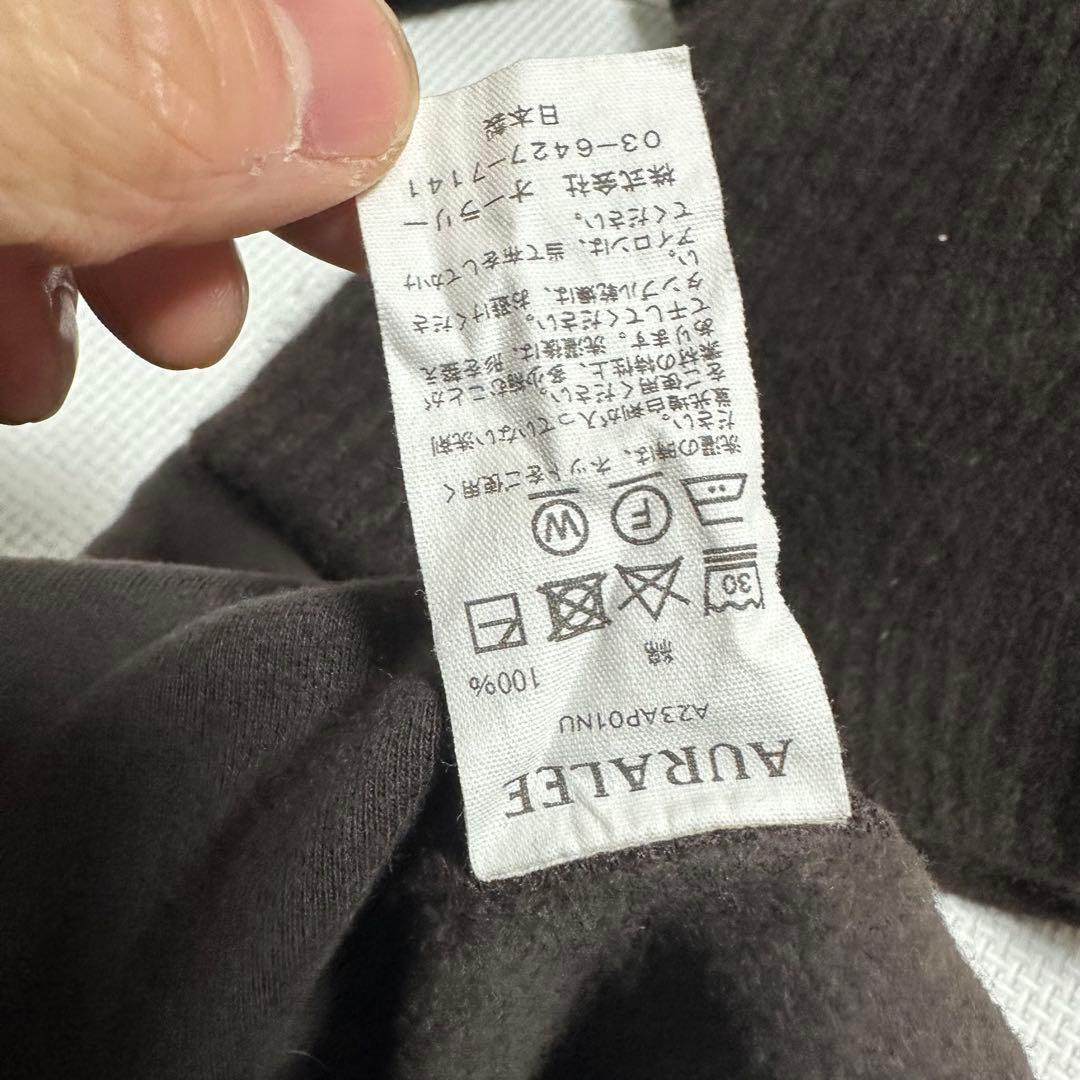 AURALEE
A23AP01NU
綿 100%
30
F W
洗濯の時は、ネットをご使用く
ださい。
蛍光増白剤が入っていない洗剤
をご使用ください。
素材の特性上、多少縮むことが
あります。洗濯後は、形を整え
て干してください。
タンブル乾燥は、お避けくださ
い。
アイロンは、当て布をしてかけ
てください。
株式会社 オーラリー
03-6427-7141
日本製